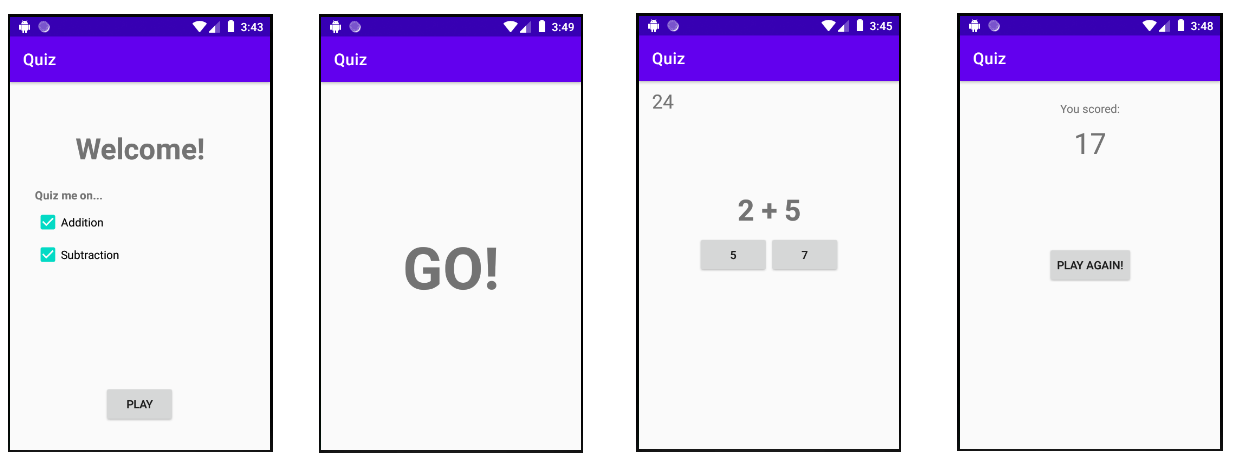 3:43
Quiz
Welcome!
Quiz me on...
Addition
Subtraction
PLAY
3:49
Quiz
GO!
3:45
Quiz
24
2 + 5
5 7
3:48
Quiz
You scored:
17
PLAY AGAIN!